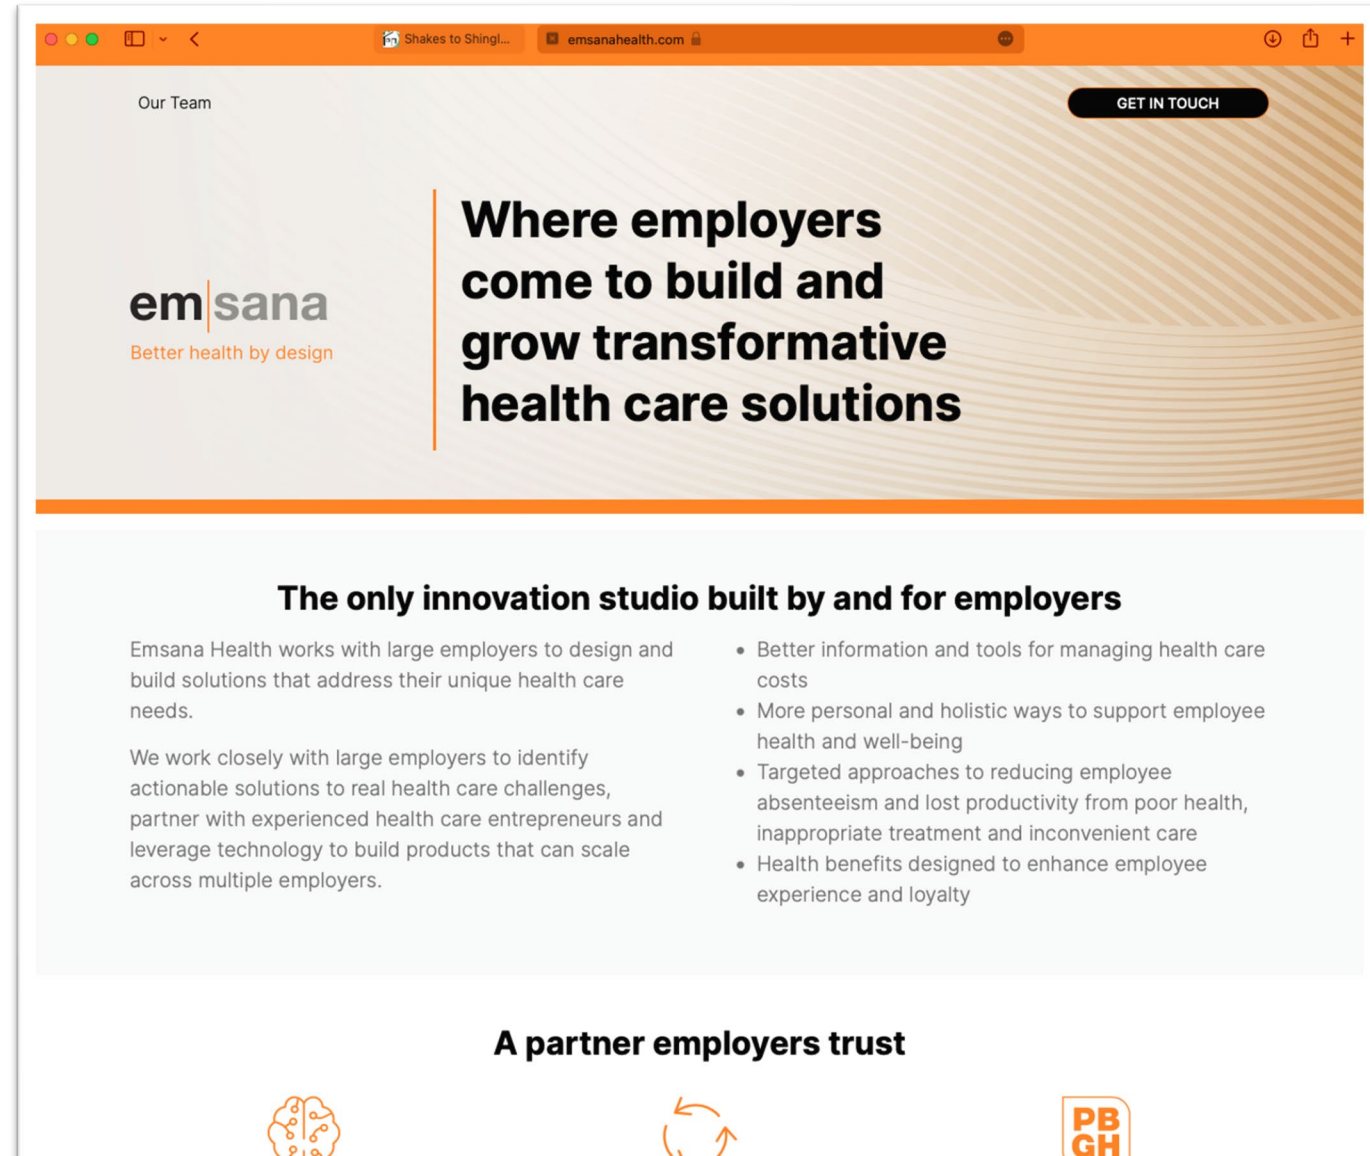 Shakes to Shingl...
emsanahealth.com
Our Team
GET IN TOUCH
Where employers
come to build and
grow transformative
health care solutions
em|sana
Better health by design
The only innovation studio built by and for employers
Emsana Health works with large employers to design and
build solutions that address their unique health care
needs.
We work closely with large employers to identify
actionable solutions to real health care challenges,
partner with experienced health care entrepreneurs and
leverage technology to build products that can scale
across multiple employers.
• Better information and tools for managing health care
costs
• More personal and holistic ways to support employee
health and well-being
• Targeted approaches to reducing employee
absenteeism and lost productivity from poor health,
inappropriate treatment and inconvenient care
• Health benefits designed to enhance employee
experience and loyalty
A partner employers trust
PB
GH